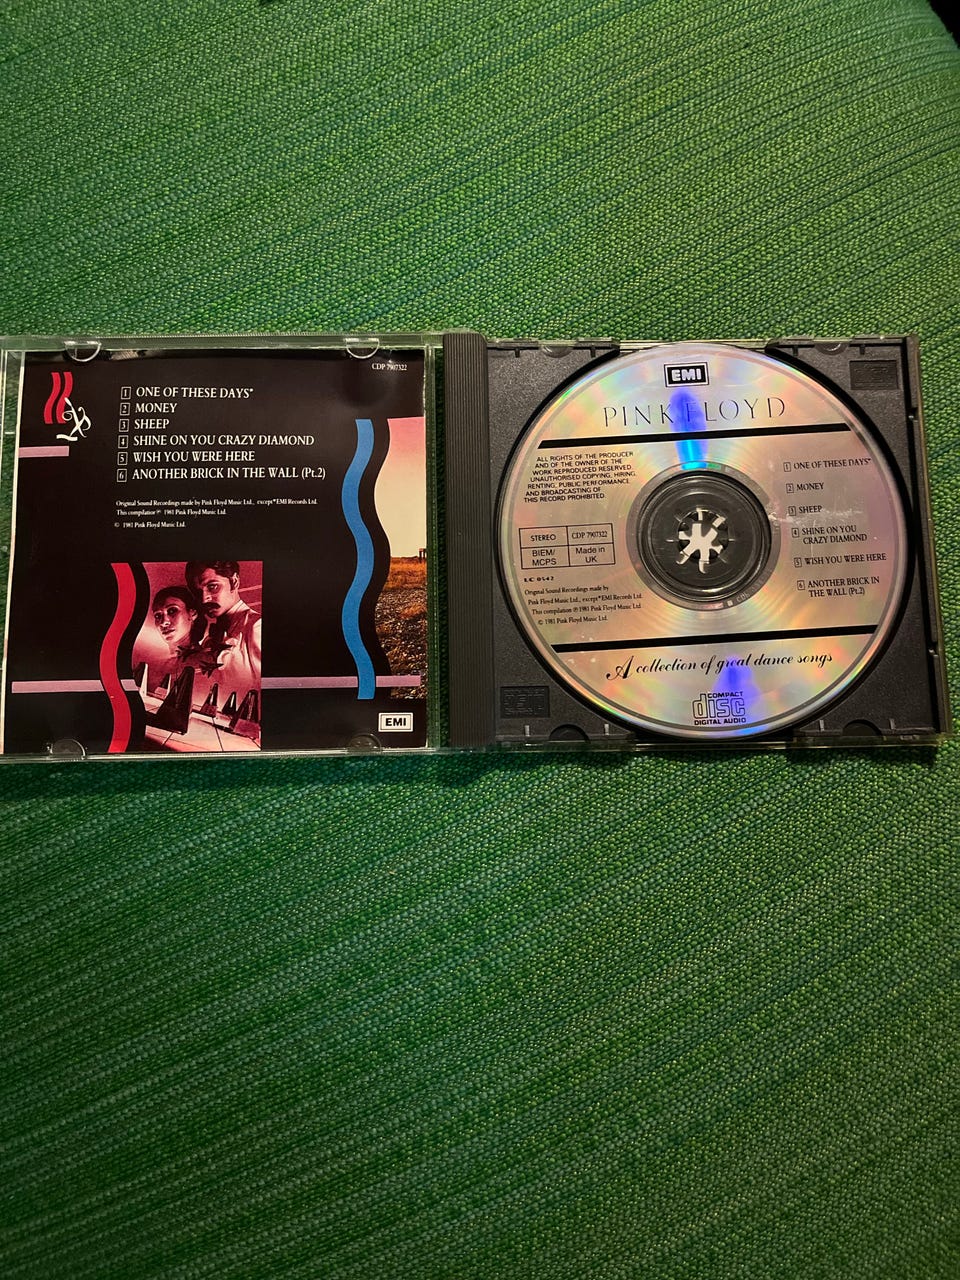 CDP 7907322
1 ONE OF THESE DAYS*
2 MONEY
3 SHEEP
4 SHINE ON YOU CRAZY DIAMOND
5 WISH YOU WERE HERE
6 ANOTHER BRICK IN THE WALL (Pt.2)
Original Sound Recordings made by Pink Floyd Music Ltd., except*EMI Records Ltd.
This compilation ℗ 1981 Pink Floyd Music Ltd.
© 1981 Pink Floyd Music Ltd.
EMI
EMI
PINK FLOYD
ALL RIGHTS OF THE PRODUCER
AND OF THE OWNER OF THE
WORK REPRODUCED RESERVED.
UNAUTHORISED COPYING, HIRING,
RENTING, PUBLIC PERFORMANCE
AND BROADCASTING OF
THIS RECORD PROHIBITED.
STEREO CDP 7907322
BIEM/ MCPS Made in UK
LC 0542
Original Sound Recordings made by
Pink Floyd Music Ltd., except*EMI Records Ltd.
This compilation ℗ 1981 Pink Floyd Music Ltd.
© 1981 Pink Floyd Music Ltd.
1 ONE OF THESE DAYS*
2 MONEY
3 SHEEP
4 SHINE ON YOU
CRAZY DIAMOND
5 WISH YOU WERE HERE
6 ANOTHER BRICK IN
THE WALL (Pt.2)
A collection of great dance songs
COMPACT
disc
DIGITAL AUDIO